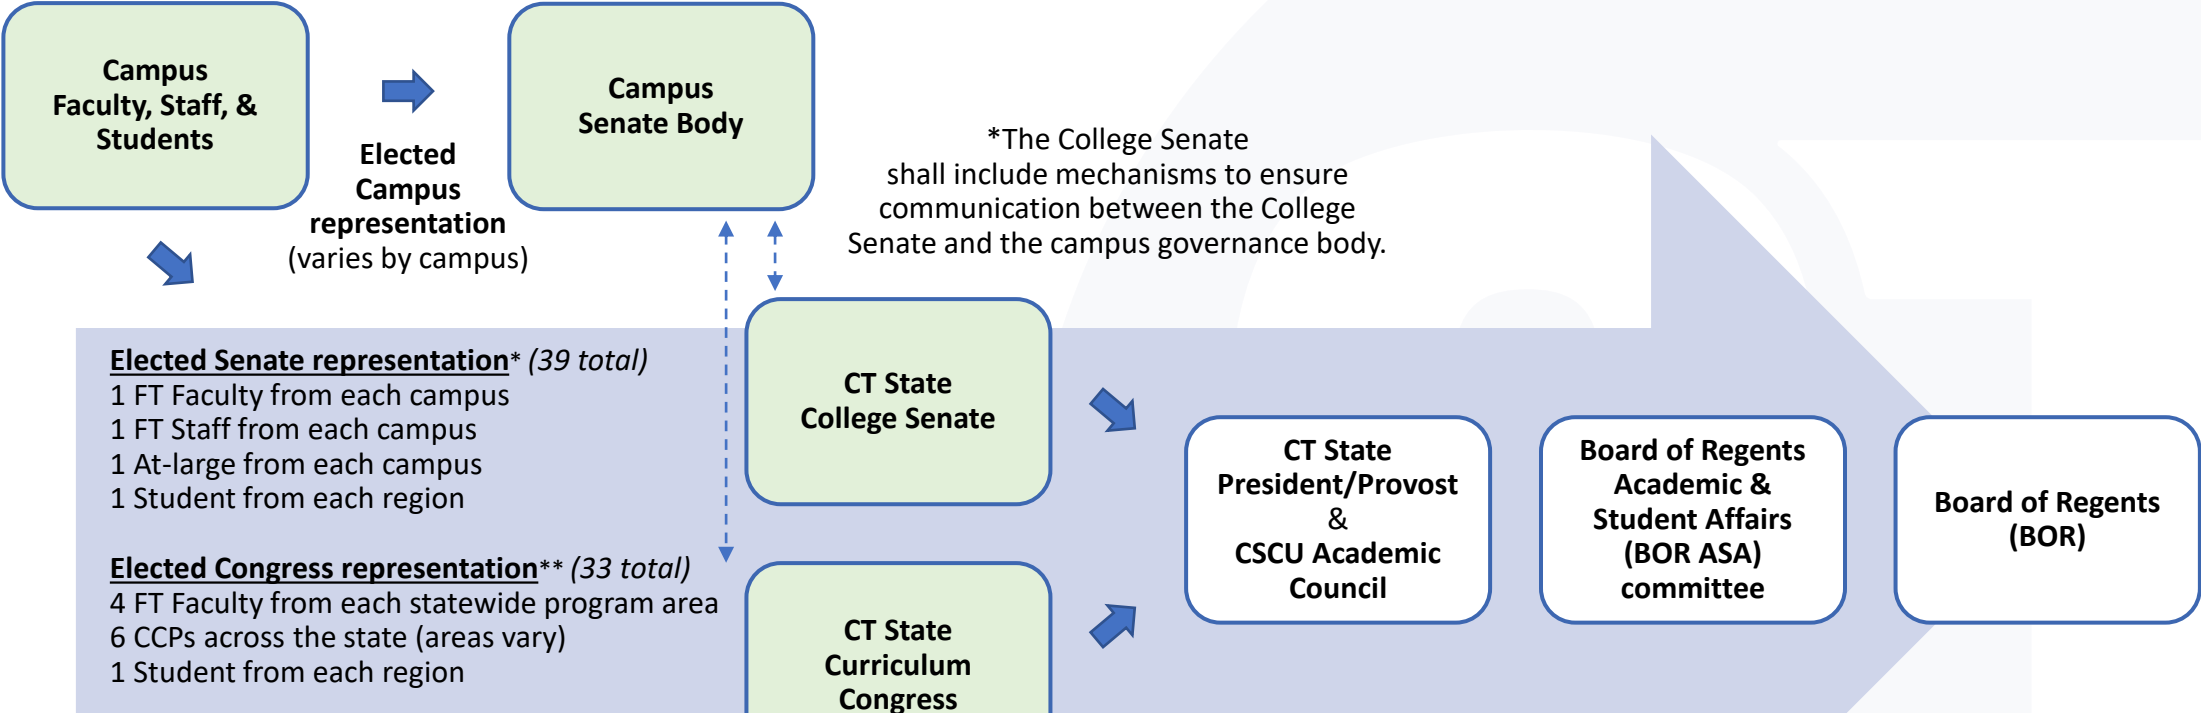 Campus
Faculty, Staff, &
Students
Elected
Campus
representation
(varies by campus)
Campus
Senate Body
*The College Senate
shall include mechanisms to ensure
communication between the College
Senate and the campus governance body.
Elected Senate representation* (39 total)
1 FT Faculty from each campus
1 FT Staff from each campus
1 At-large from each campus
1 Student from each region
Elected Congress representation** (33 total)
4 FT Faculty from each statewide program area
6 CCPs across the state (areas vary)
1 Student from each region
CT State
College Senate
CT State
Curriculum
Congress
CT State
President/Provost
&
CSCU Academic
Council
Board of Regents
Academic &
Student Affairs
(BOR ASA)
committee
Board of Regents
(BOR)